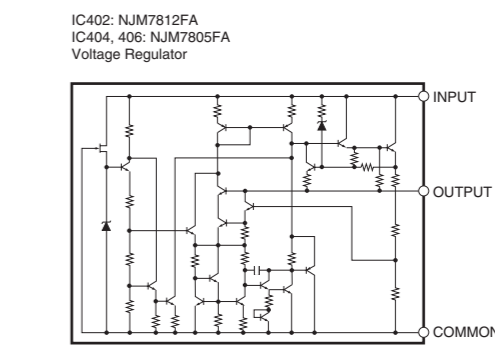 IC402: NJM7812FA
IC404, 406: NJM7805FA
Voltage Regulator
INPUT
OUTPUT
COMMON